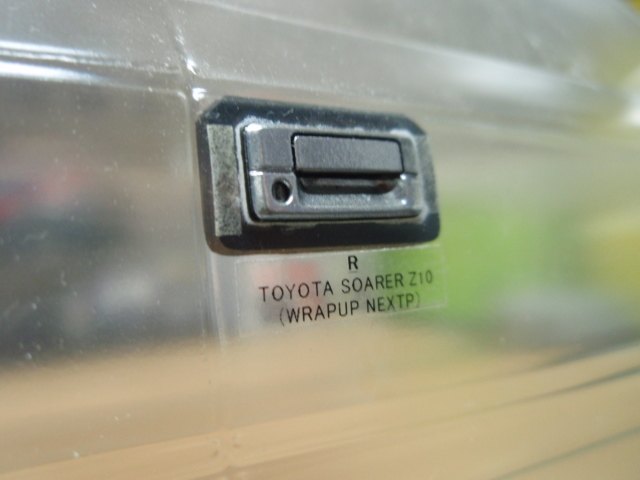 R
TOYOTA SOARER Z10
(WRAPUP NEXTP)